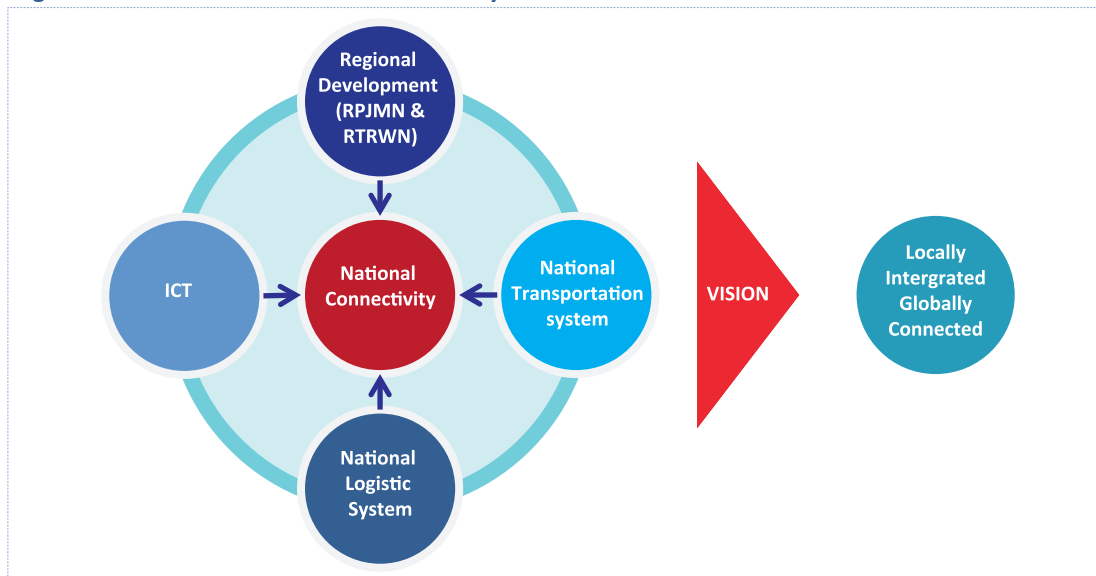 Regional
Development
(RPJMN &
RTRWN)
ICT
National
Connectivity
National
Transportation
system
National
Logistic
System
VISION
Locally
Intergrated
Globally
Connected